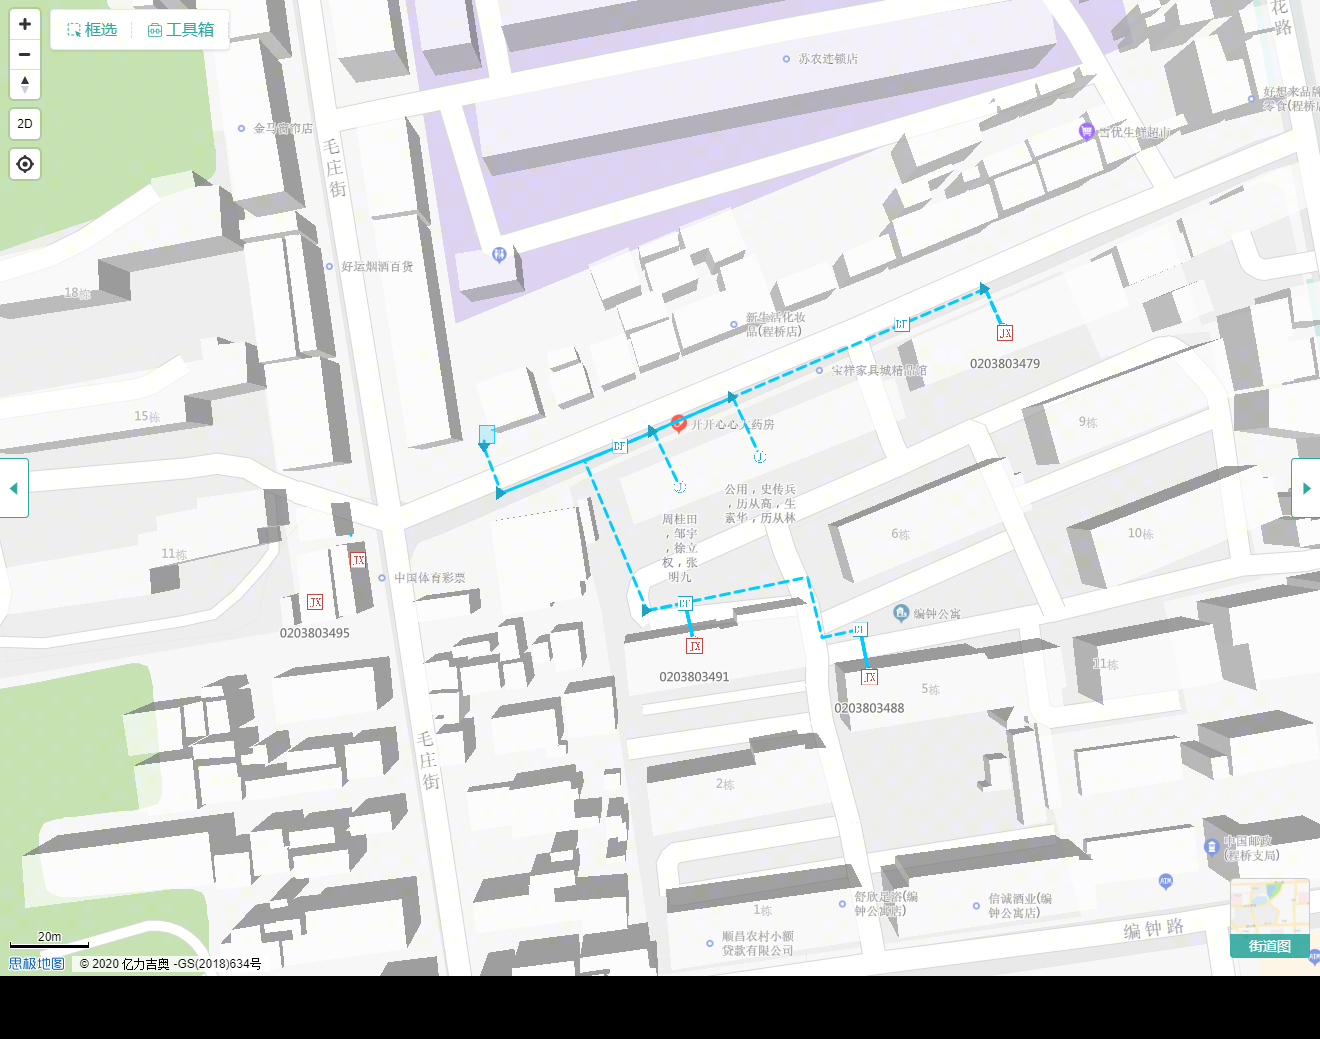 框选
工具箱
2D
花路
苏农连锁店
好想来品牌
零食(程桥店
金马窗帘店
当优生鲜超市
毛庄街
好运烟酒百货
18栋
新生活化妆
品(程桥店)
DF
JX
0203803479
宝祥家具城精品馆
15栋
9栋
开开心心大药房
DF
公用，史传兵
，历从高，生
素华，历从林
周桂田
，邹宇
，徐立
权，张
明九
6栋
10栋
11栋
JX
中国体育彩票
JX
0203803495
DF
编钟公寓
DF
JX
0203803491
11栋
JX
5栋
0203803488
毛庄街
2栋
中国邮政
(程桥支局)
ATM
舒欣足浴(编
钟公寓店)
信诚酒业(编
钟公寓店)
1栋
编钟路
顺昌农村小额
贷款有限公司
20m
街道图
ATM
思极地图
© 2020 亿力吉奥 -GS(2018)634号